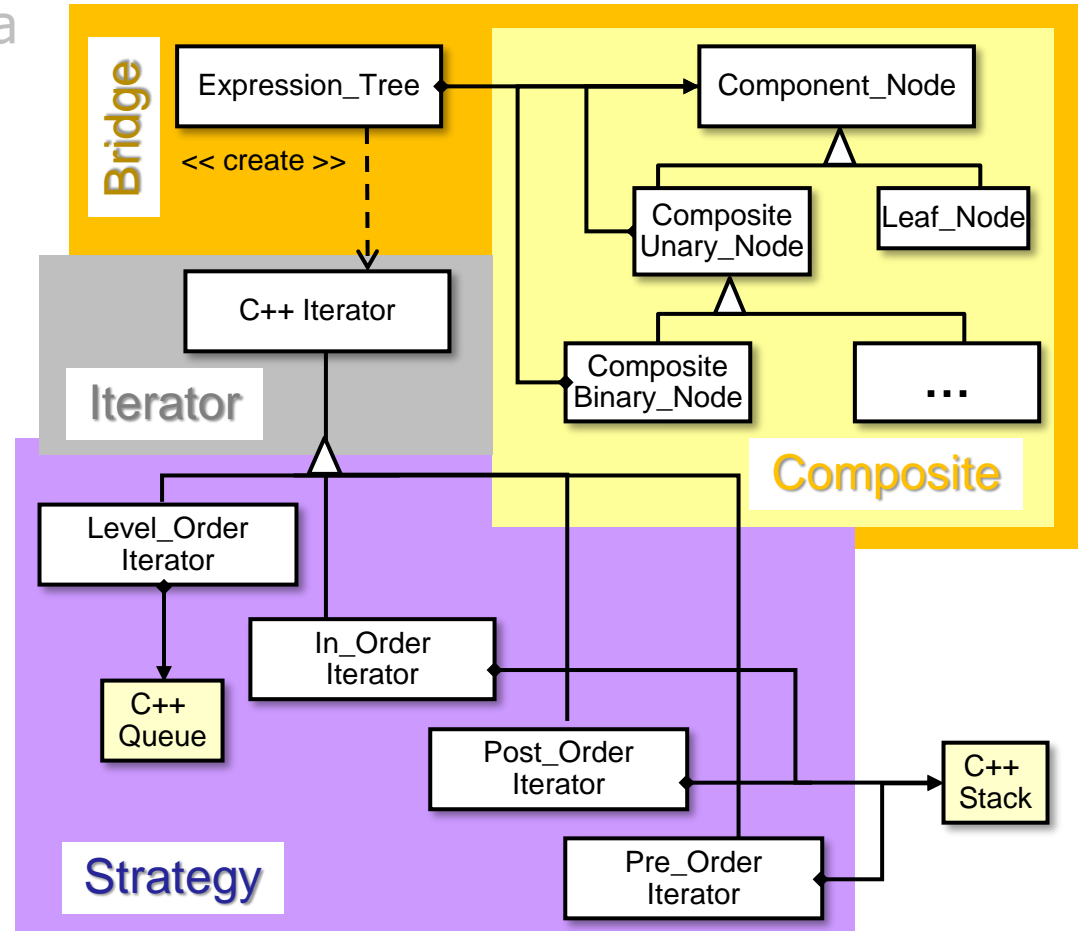 a
Bridge
Expression_Tree
Component_Node
<< create >>
Composite
Unary_Node
Leaf_Node
C++ Iterator
Composite
Binary_Node
...
Iterator
Composite
Level_Order
Iterator
In_Order
Iterator
C++
Queue
Post_Order
Iterator
C++
Stack
Pre_Order
Iterator
Strategy